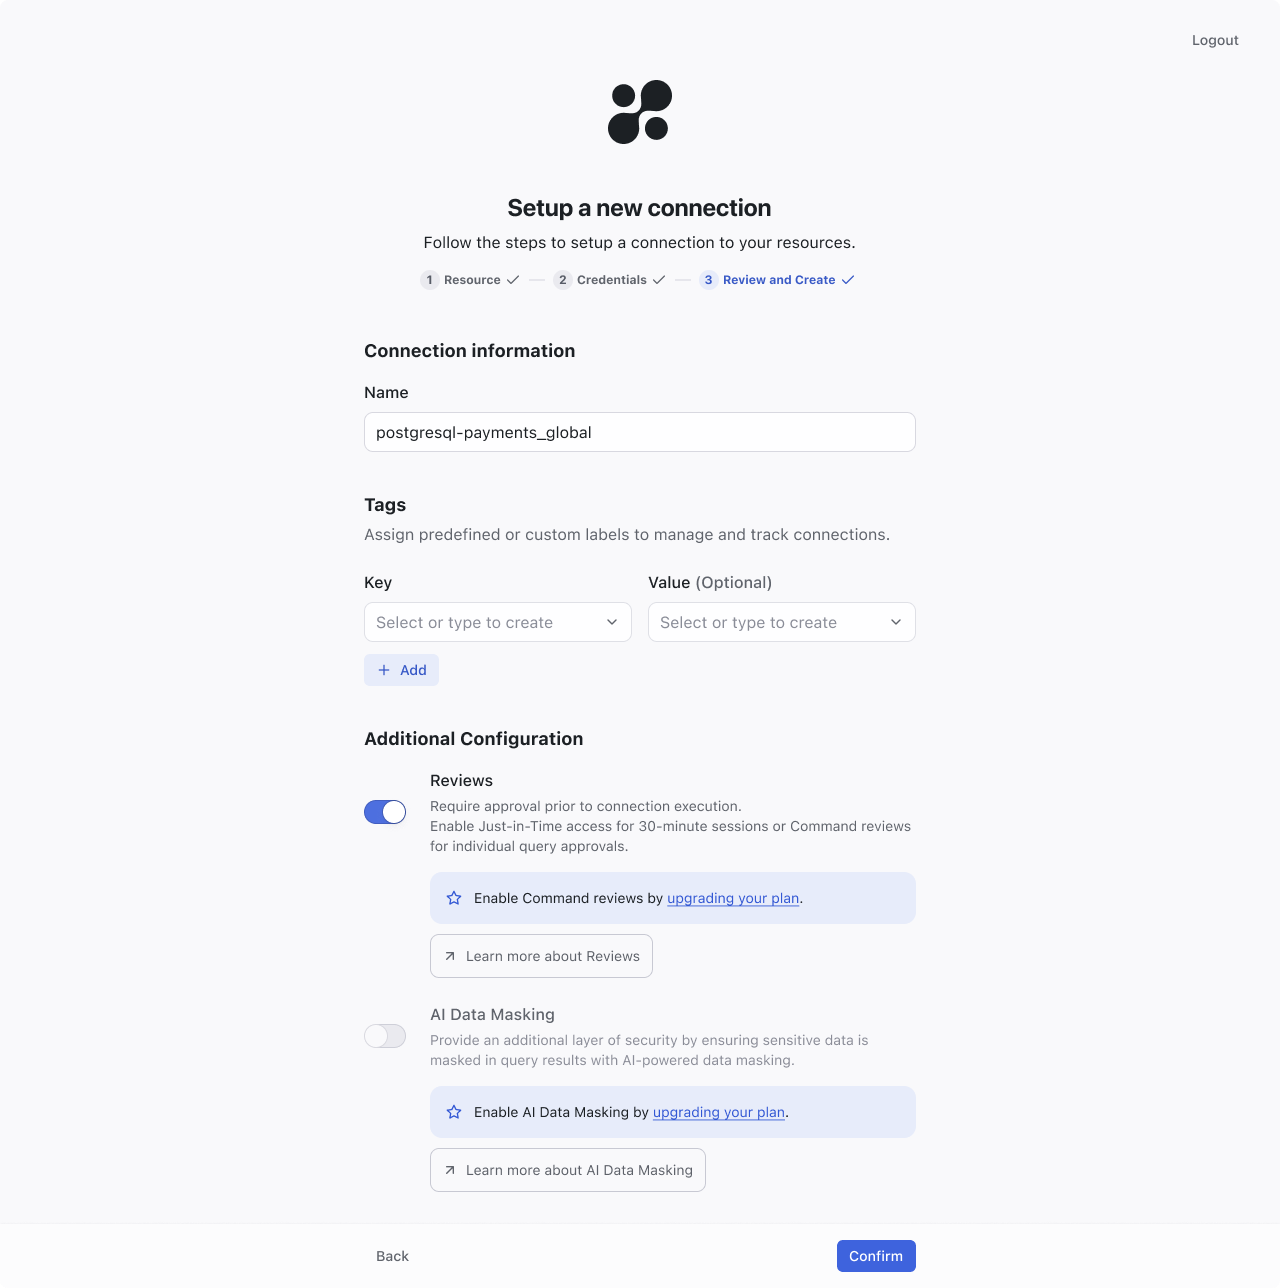 Logout
Setup a new connection
Follow the steps to setup a connection to your resources.
1 Resource 2 Credentials 3 Review and Create
Connection information
Name
postgresql-payments_global
Tags
Assign predefined or custom labels to manage and track connections.
Key Value (Optional)
Select or type to create Select or type to create
Add
Additional Configuration
Reviews
Require approval prior to connection execution.
Enable Just-in-Time access for 30-minute sessions or Command reviews
for individual query approvals.
Enable Command reviews by upgrading your plan.
Learn more about Reviews
AI Data Masking
Provide an additional layer of security by ensuring sensitive data is
masked in query results with AI-powered data masking.
Enable AI Data Masking by upgrading your plan.
Learn more about AI Data Masking
Back Confirm